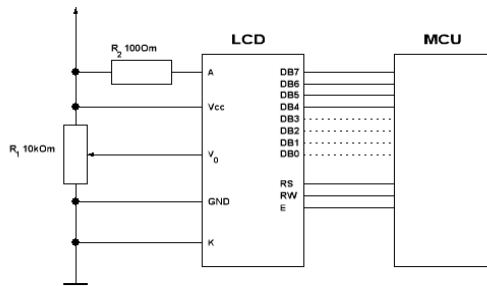 LCD
MCU
R2 100Om
A
Vcc
R1 10kOm
V0
GND
K
DB7
DB6
DB5
DB4
DB3
DB2
DB1
DB0
RS
RW
E